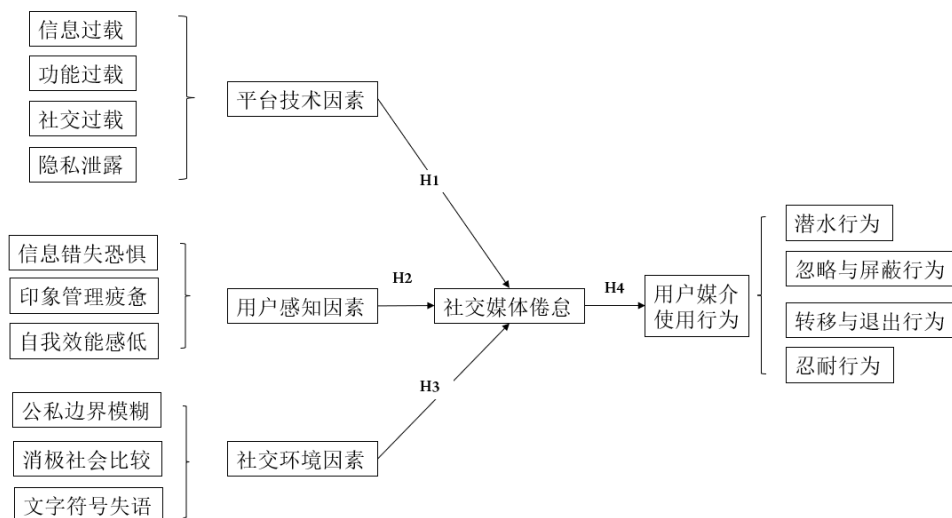 信息过载
功能过载
社交过载
隐私泄露
平台技术因素
H1
信息错失恐惧
印象管理疲惫
自我效能感低
用户感知因素
H2
社交媒体倦怠
H4
用户媒介
使用行为
潜水行为
忽略与屏蔽行为
转移与退出行为
忍耐行为
H3
公私边界模糊
消极社会比较
文字符号失语
社交环境因素